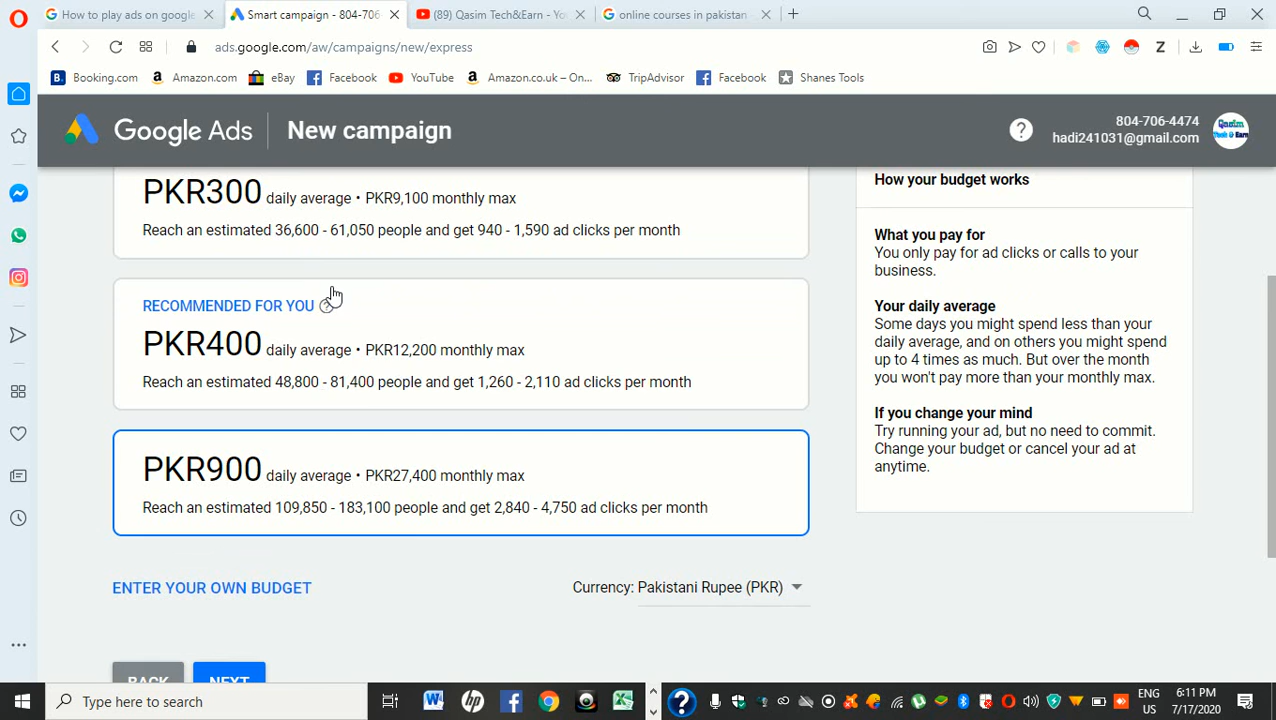 How to play ads on google
Smart campaign - 804-706
(89) Qasim Tech&Earn - Yo
online courses in pakistan
ads.google.com/aw/campaigns/new/express
Booking.com
Amazon.com
eBay
Facebook
YouTube
Amazon.co.uk – On...
TripAdvisor
Facebook
Shanes Tools
Google Ads
New campaign
804-706-4474
hadi241031@gmail.com
PKR300 daily average • PKR9,100 monthly max
Reach an estimated 36,600 - 61,050 people and get 940 - 1,590 ad clicks per month
RECOMMENDED FOR YOU
PKR400 daily average • PKR12,200 monthly max
Reach an estimated 48,800 - 81,400 people and get 1,260 - 2,110 ad clicks per month
PKR900 daily average • PKR27,400 monthly max
Reach an estimated 109,850 - 183,100 people and get 2,840 - 4,750 ad clicks per month
ENTER YOUR OWN BUDGET
Currency: Pakistani Rupee (PKR)
BACK
NEXT
How your budget works
What you pay for
You only pay for ad clicks or calls to your
business.
Your daily average
Some days you might spend less than your
daily average, and on others you might spend
up to 4 times as much. But over the month
you won't pay more than your monthly max.
If you change your mind
Try running your ad, but no need to commit.
Change your budget or cancel your ad at
anytime.
Type here to search
ENG
US
6:11 PM
7/17/2020